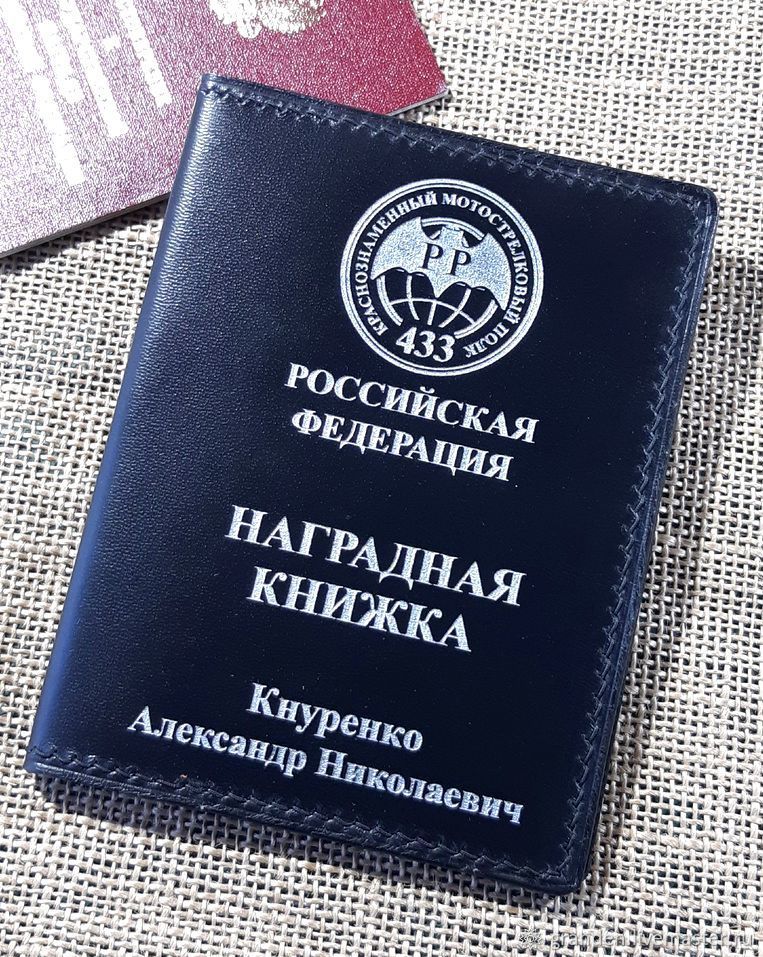 КРАСНОЗНАМЕННЫЙ МОТОСТРЕЛКОВЫЙ ПОЛК
РР
433
РОССИЙСКАЯ
ФЕДЕРАЦИЯ
НАГРАДНАЯ
КНИЖКА
Кнуренко
Александр Николаевич